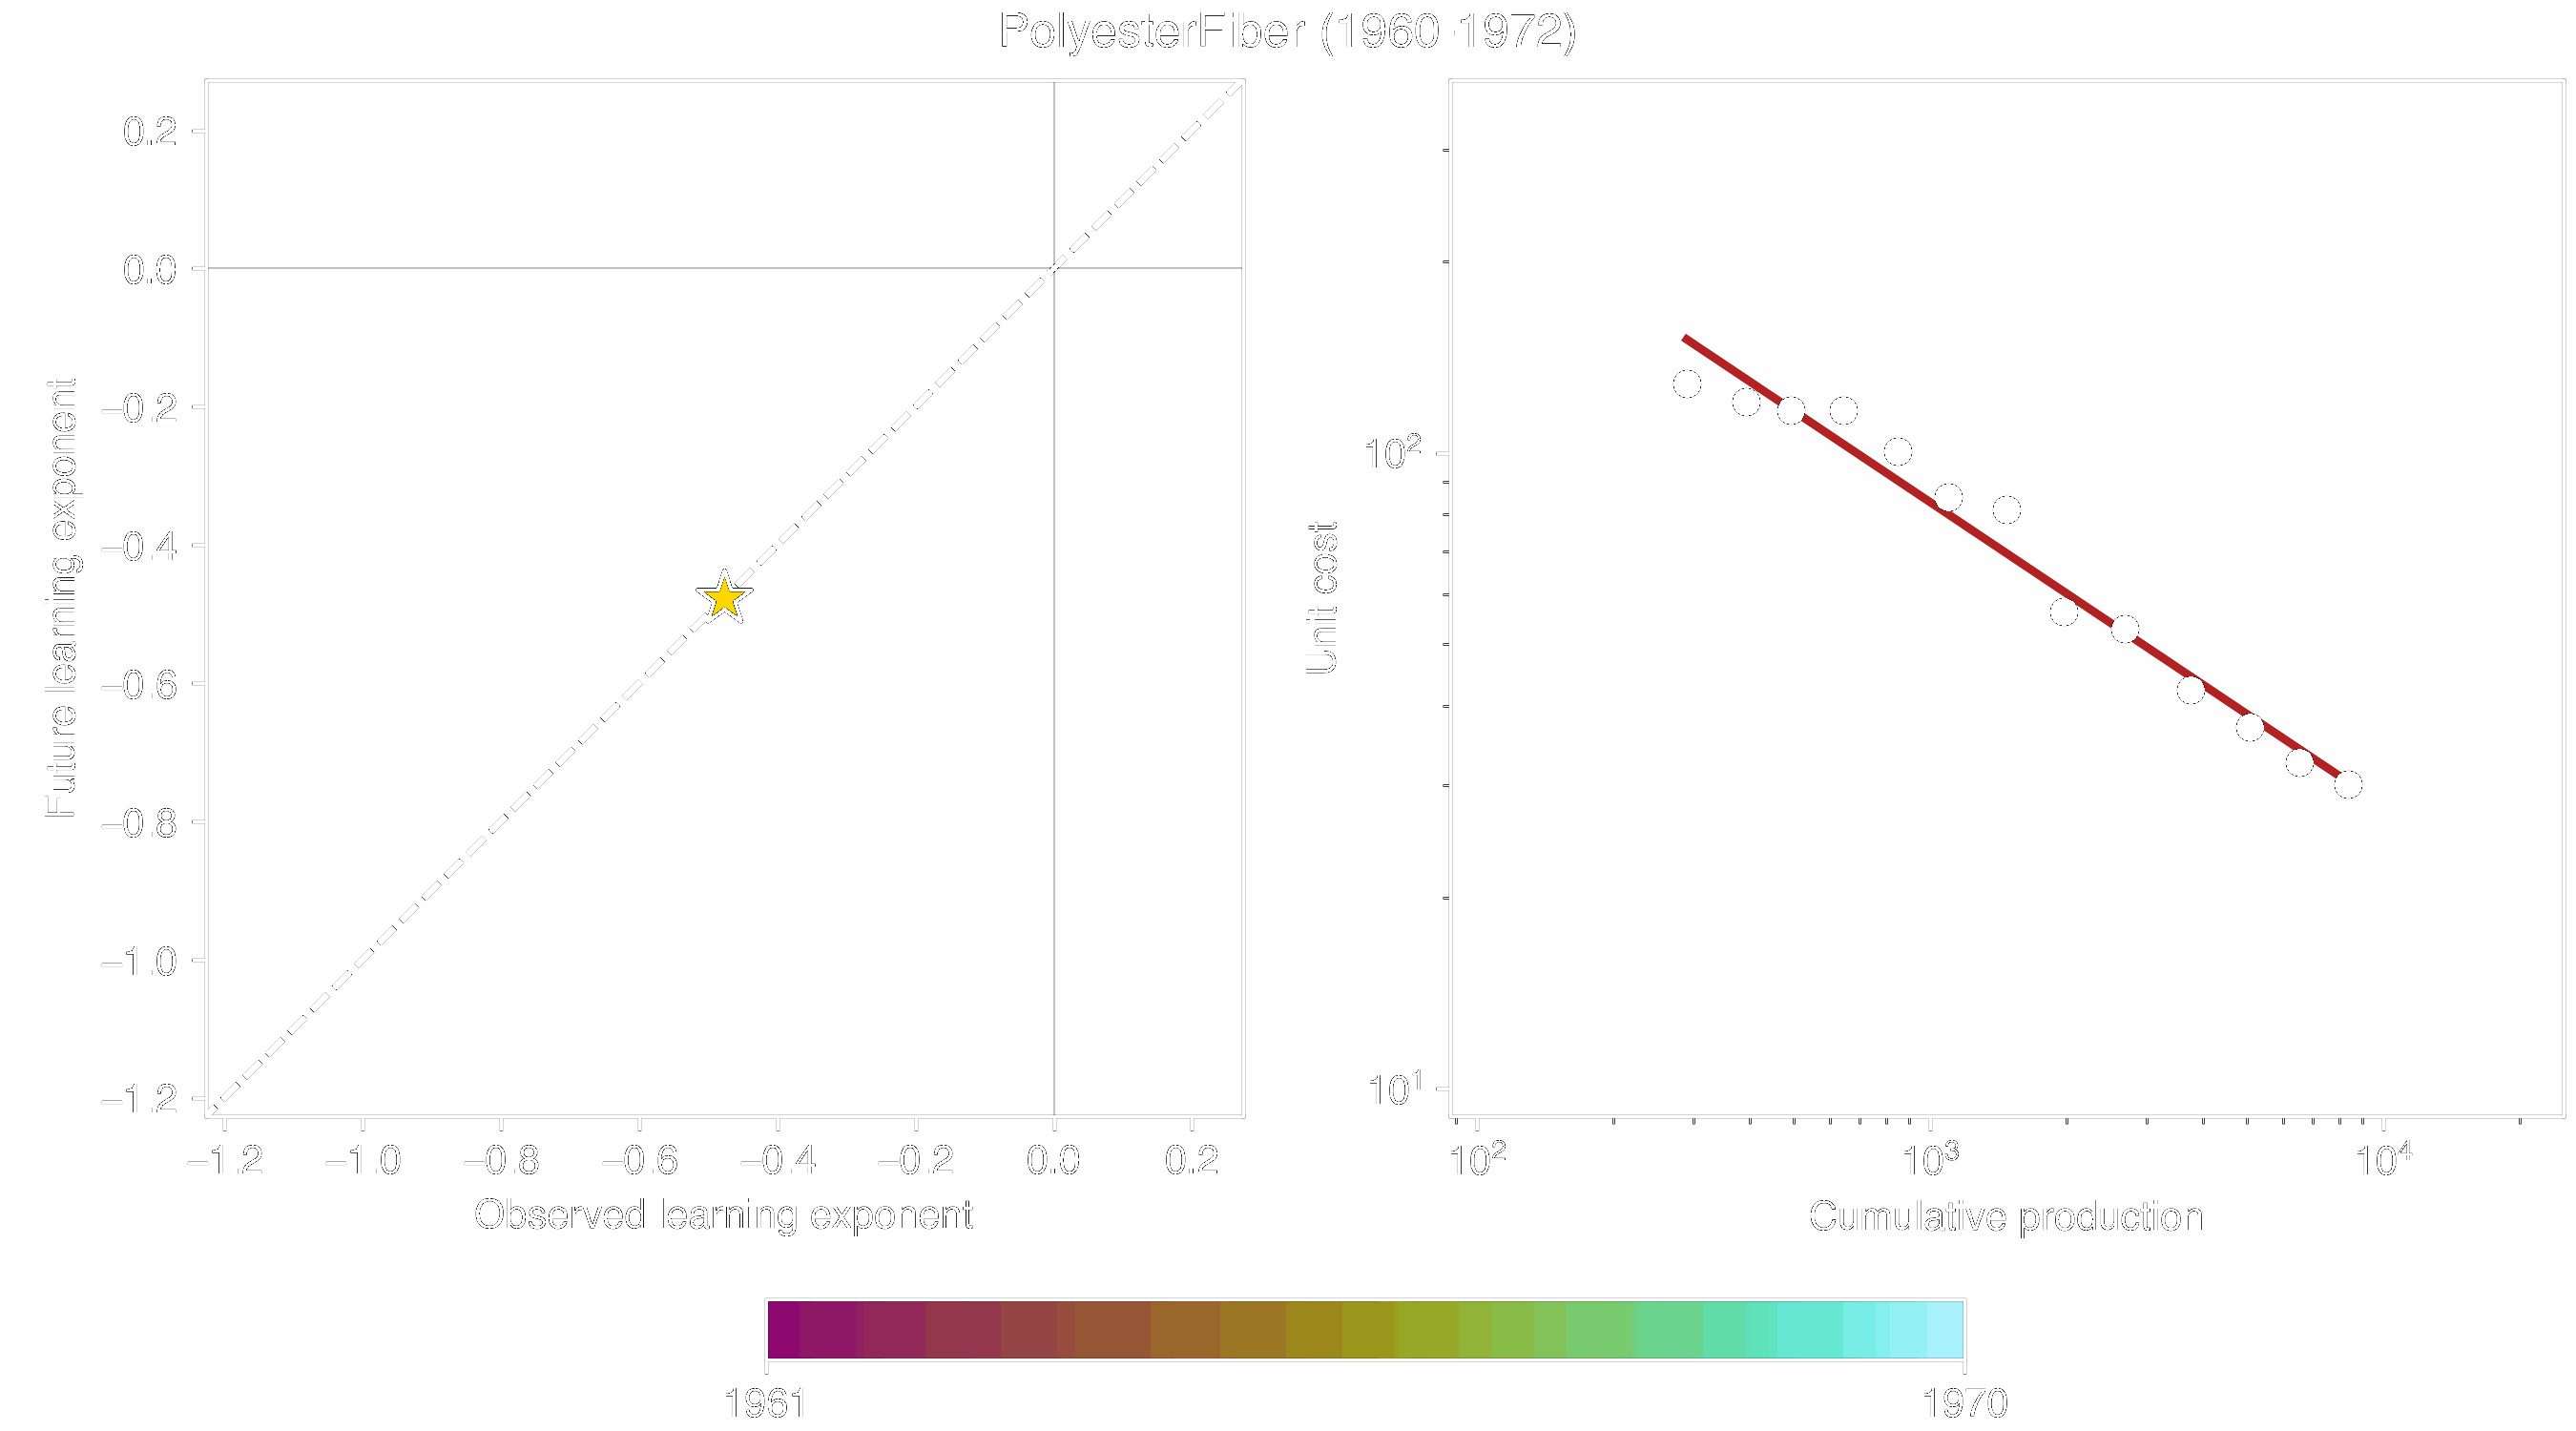 PolyesterFiber (1960 1972)
0.2
0.0
−0.2
−0.4
−0.6
−0.8
−1.0
−1.2
Future learning exponent
−1.2 −1.0 −0.8 −0.6 −0.4 −0.2 0.0 0.2
Observed learning exponent
10²
10¹
Unit cost
10² 10³ 10⁴
Cumulative production
1961 1970